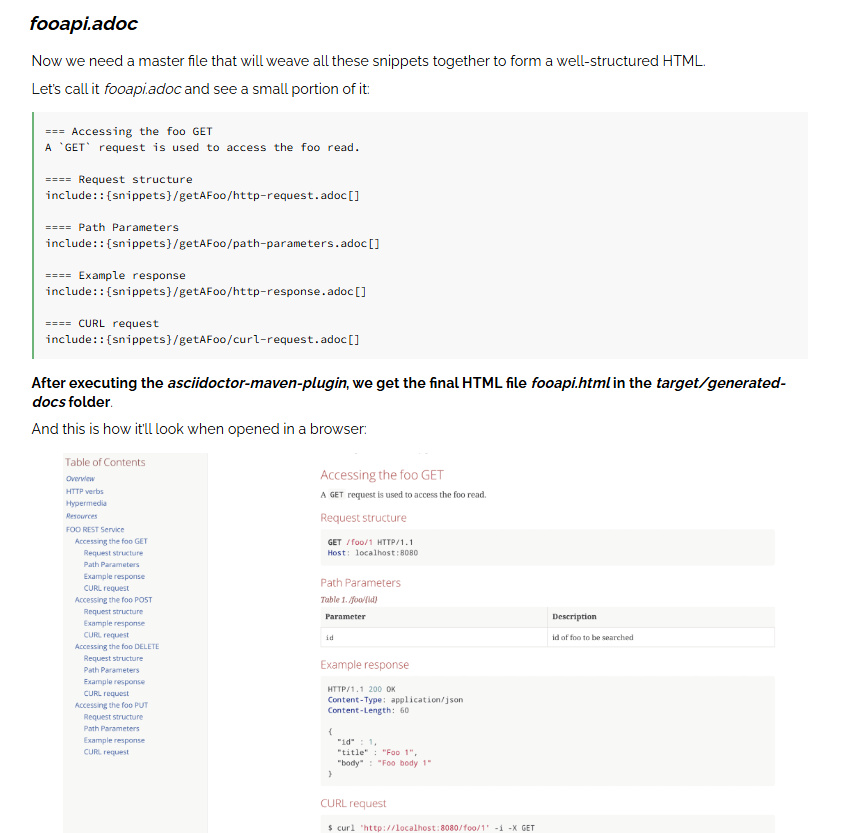 fooapi.adoc
Now we need a master file that will weave all these snippets together to form a well-structured HTML.
Let's call it fooapi.adoc and see a small portion of it:
=== Accessing the foo GET
A `GET` request is used to access the foo read.
==== Request structure
include::{snippets}/getAFoo/http-request.adoc[]
==== Path Parameters
include::{snippets}/getAFoo/path-parameters.adoc[]
==== Example response
include::{snippets}/getAFoo/http-response.adoc[]
==== CURL request
include::{snippets}/getAFoo/curl-request.adoc[]
After executing the asciidoctor-maven-plugin, we get the final HTML file fooapi.html in the target/generated-
docs folder.
And this is how it'll look when opened in a browser:
Table of Contents
Overview
HTTP verbs
Hypermedia
Resources
FOO REST Service
Accessing the foo GET
Request structure
Path Parameters
Example response
CURL request
Accessing the foo POST
Request structure
Example response
CURL request
Accessing the foo DELETE
Request structure
Path Parameters
Example response
CURL request
Accessing the foo PUT
Request structure
Path Parameters
Example response
CURL request
Accessing the foo GET
A GET request is used to access the foo read.
Request structure
GET /foo/1 HTTP/1.1
Host: localhost:8080
Path Parameters
Table 1. /foo/{id}
Parameter Description
id id of foo to be searched
Example response
HTTP/1.1 200 OK
Content-Type: application/json
Content-Length: 60
{
"id" : 1,
"title" : "Foo 1",
"body" : "Foo body 1"
}
CURL request
$ curl 'http://localhost:8080/foo/1' -i -X GET